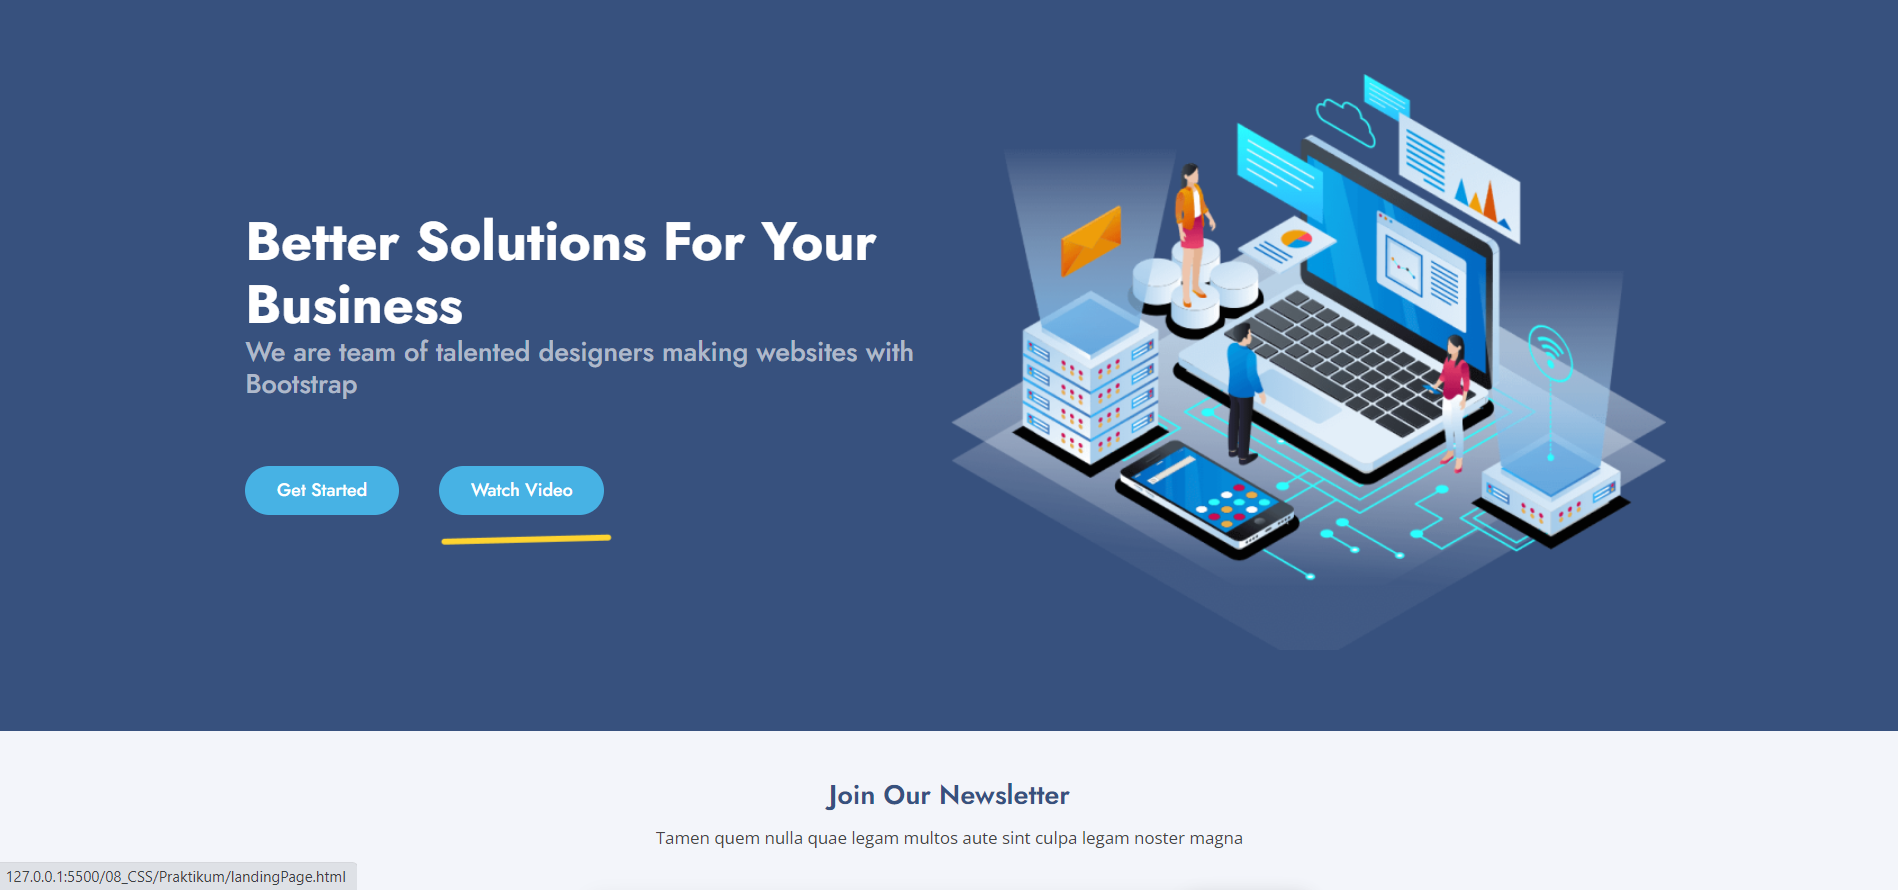 Better Solutions For Your
Business
We are team of talented designers making websites with
Bootstrap
Get Started
Watch Video
Join Our Newsletter
Tamen quem nulla quae legam multos aute sint culpa legam noster magna
127.0.0.1:5500/08_CSS/Praktikum/landingPage.html